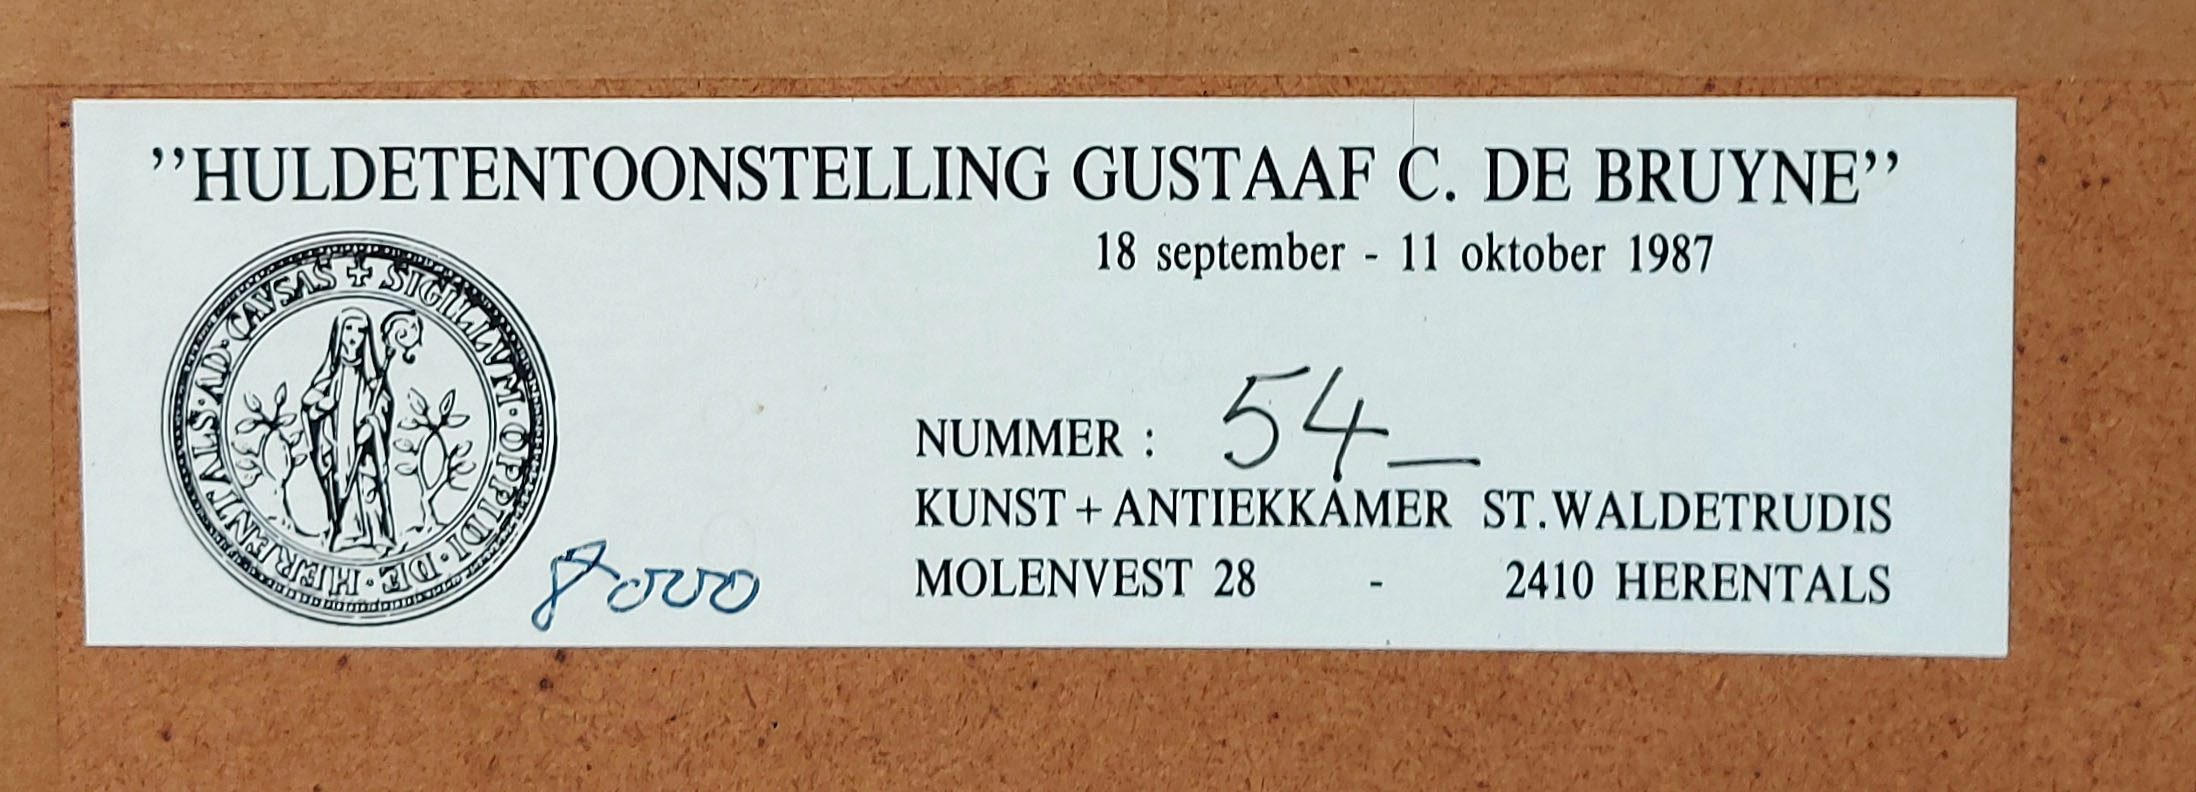 ’’HULDETENTOONSTELLING GUSTAAF C. DE BRUYNE’’
18 september - 11 oktober 1987
SIGILLVM · OPPIDI · DE · HERENTALS · AD · CAVSAS +
NUMMER : 54_
KUNST + ANTIEKKAMER ST.WALDETRUDIS
8000
MOLENVEST 28 - 2410 HERENTALS